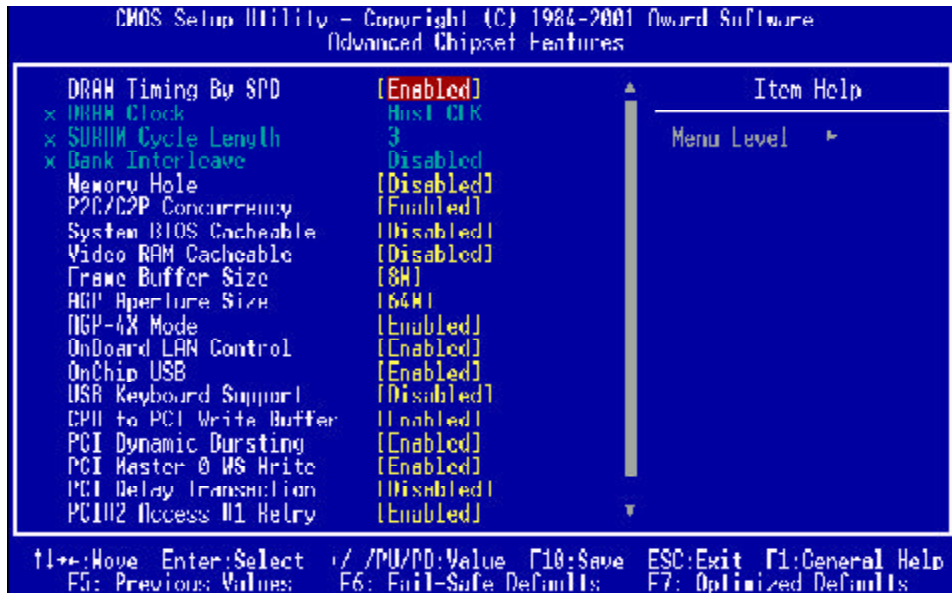 CMOS Setup Utility - Copyright (C) 1984-2001 Award Software
Advanced Chipset Features
DRAM Timing By SPD [Enabled]
x DRAM Clock Host CLK
x SDRAM Cycle Length 3
x Bank Interleave Disabled
Memory Hole [Disabled]
P2C/C2P Concurrency [Enabled]
System BIOS Cacheable [Disabled]
Video RAM Cacheable [Disabled]
Frame Buffer Size [8M]
AGP Aperture Size [64M]
AGP-4X Mode [Enabled]
OnBoard LAN Control [Enabled]
OnChip USB [Enabled]
USB Keyboard Support [Disabled]
CPU to PCI Write Buffer [Enabled]
PCI Dynamic Bursting [Enabled]
PCI Master 0 WS Write [Enabled]
PCI Delay Transaction [Disabled]
PCI#2 Access #1 Retry [Enabled]
Item Help
Menu Level ►
↑↓→←:Move Enter:Select +/-/PU/PD:Value F10:Save ESC:Exit F1:General Help
F5: Previous Values F6: Fail-Safe Defaults F7: Optimized Defaults